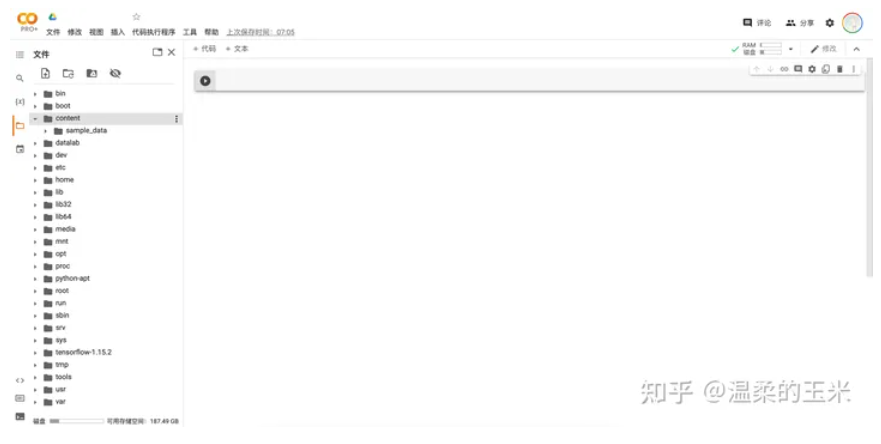 PRO+
文件 修改 视图 插入 代码执行程序 工具 帮助 上次保存时间：07:05
评论
分享
文件
+ 代码 + 文本
RAM
磁盘
修改
{x}
bin
boot
content
sample_data
datalab
dev
etc
home
lib
lib32
lib64
media
mnt
opt
proc
python-apt
root
run
sbin
srv
sys
tensorflow-1.15.2
tmp
tools
usr
var
磁盘 可用存储空间：187.49 GB
知乎 @温柔的玉米